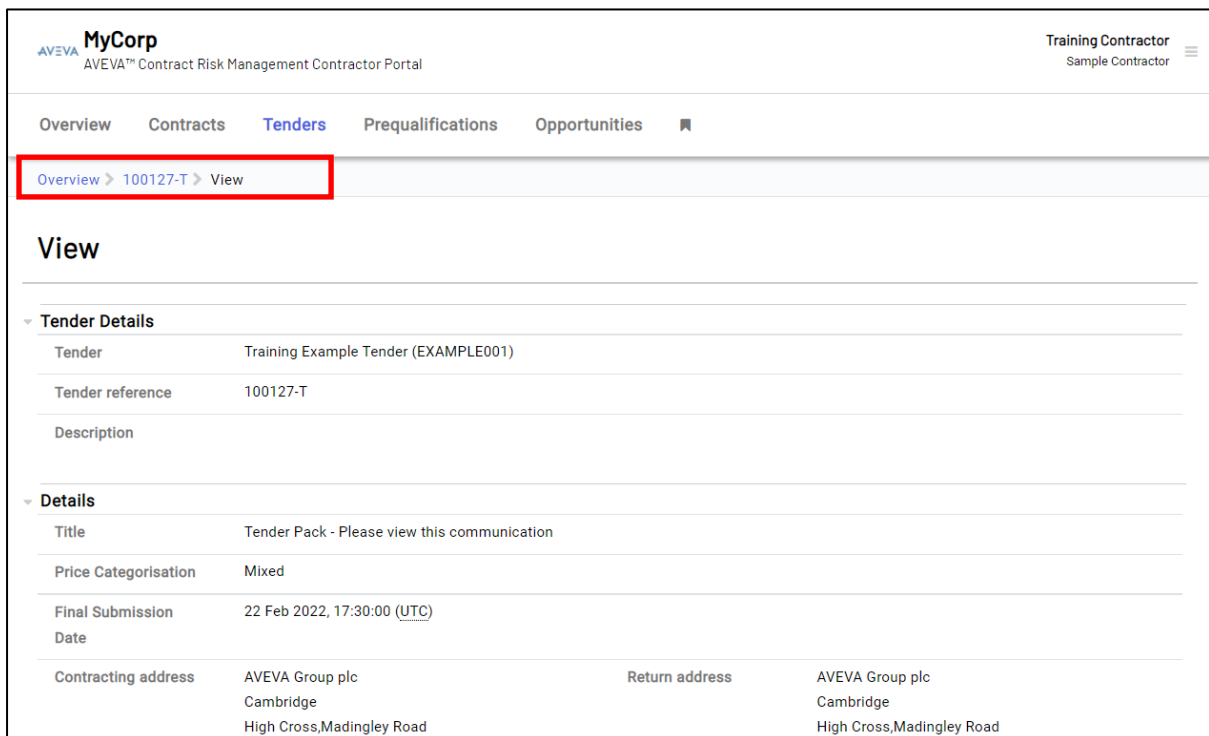 AVEVA MyCorp
AVEVA™ Contract Risk Management Contractor Portal
Training Contractor
Sample Contractor
Overview Contracts Tenders Prequalifications Opportunities
Overview > 100127-T > View
View
Tender Details
Tender Training Example Tender (EXAMPLE001)
Tender reference 100127-T
Description
Details
Title Tender Pack - Please view this communication
Price Categorisation Mixed
Final Submission 22 Feb 2022, 17:30:00 (UTC)
Date
Contracting address AVEVA Group plc Return address AVEVA Group plc
Cambridge Cambridge
High Cross,Madingley Road High Cross,Madingley Road